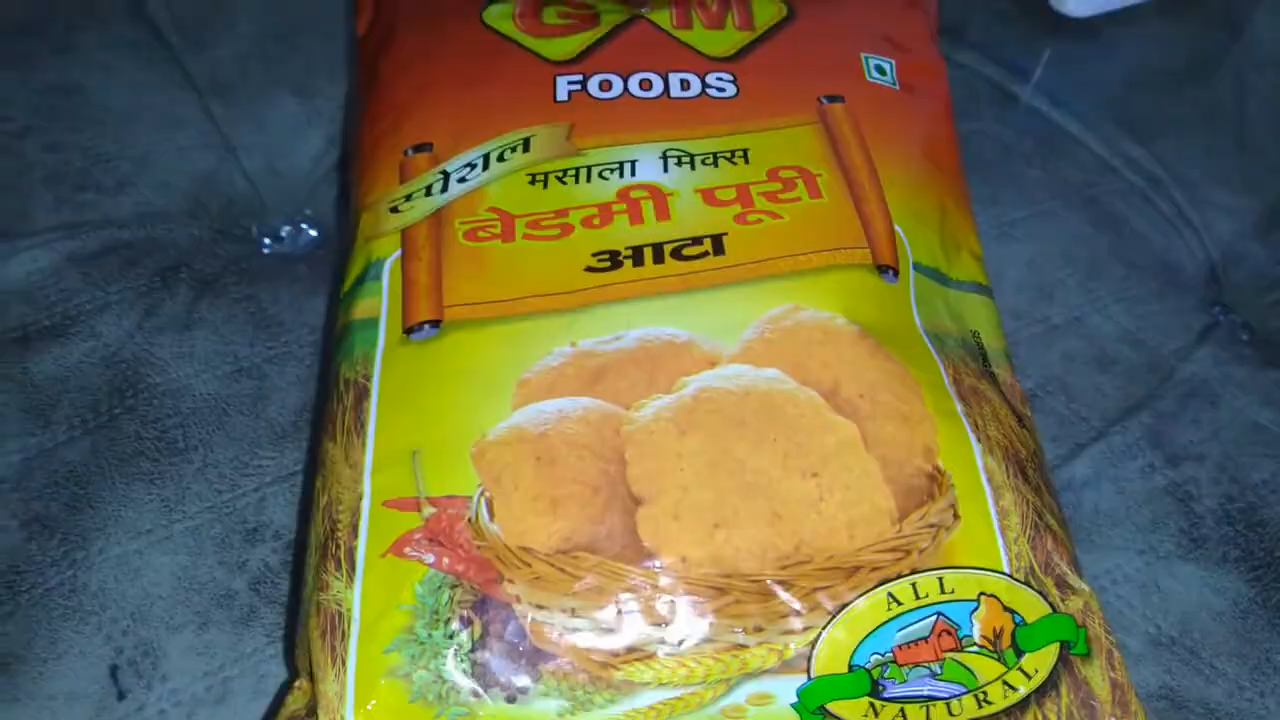 G M
FOODS
स्पेशल
मसाला मिक्स
बेडमी पूरी
आटा
ALL
NATURAL